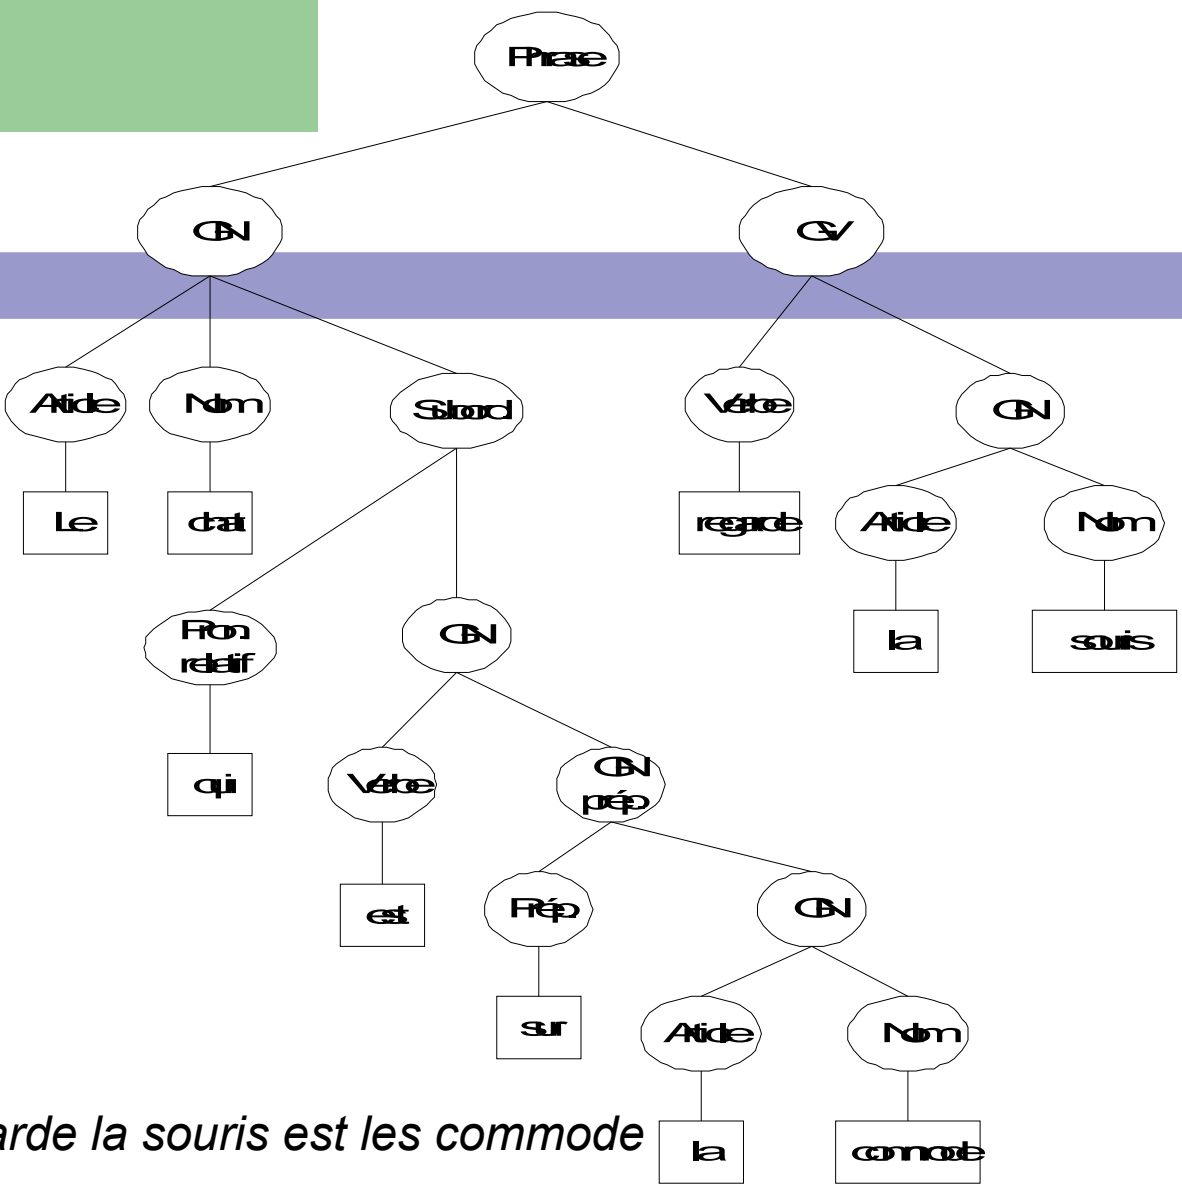 Phrase
GN GV
Article Nom Subord Verbe GN
Le chat regarde Article Nom
Pron. relatif GN la souris
qui Verbe GN prép.
est Prép. GN
sur Article Nom
arde la souris est les commode la commode